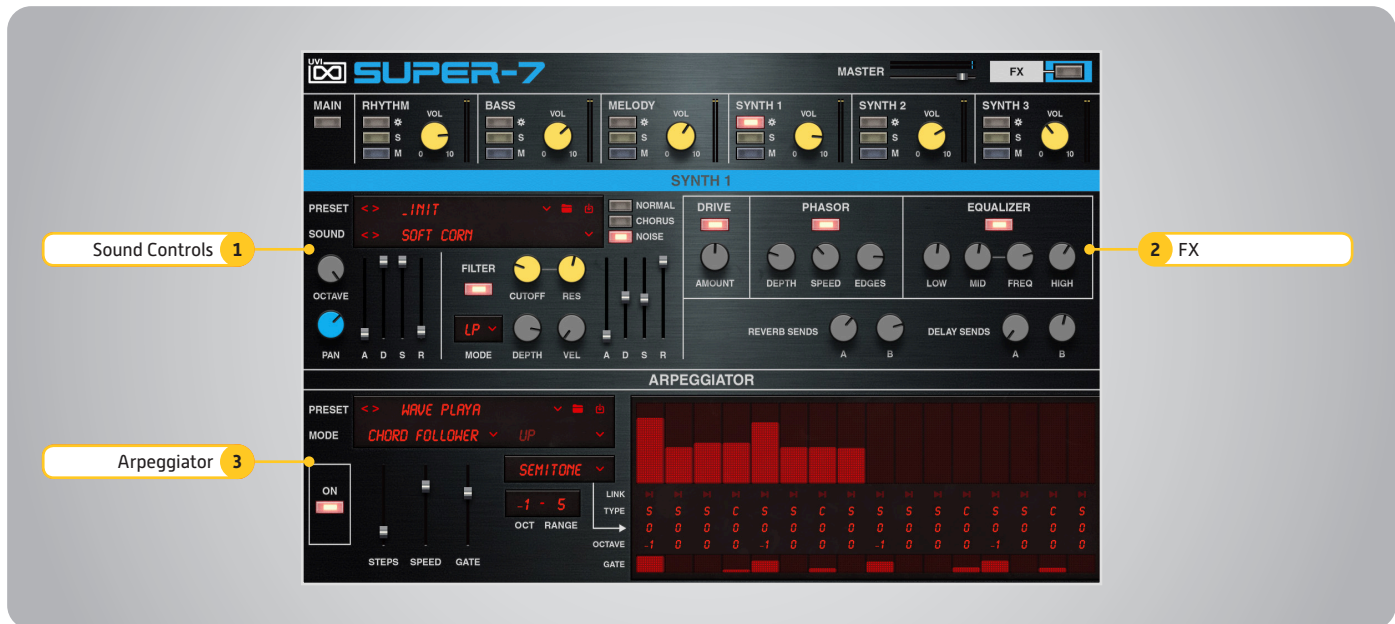 UVI SUPER-7
MASTER
FX
MAIN RHYTHM BASS MELODY SYNTH 1 SYNTH 2 SYNTH 3
VOL VOL VOL VOL VOL VOL
S S S S S S
M 0 10 M 0 10 M 0 10 M 0 10 M 0 10 M 0 10
SYNTH 1
PRESET < > _INIT
SOUND < > SOFT CORN
NORMAL
CHORUS
NOISE
DRIVE
AMOUNT
PHASOR
DEPTH SPEED EDGES
EQUALIZER
LOW MID FREQ HIGH
Sound Controls 1
2 FX
OCTAVE
PAN
A D S R
FILTER
CUTOFF RES
LP
MODE DEPTH VEL
A D S R
REVERB SENDS
A B
DELAY SENDS
A B
ARPEGGIATOR
PRESET < > WAVE PLAYA
MODE CHORD FOLLOWER UP
Arpeggiator 3
ON
SEMITONE
-1 - 5
OCT RANGE
STEPS SPEED GATE
LINK
TYPE S S S C S S C S S S S C S S C S
0 0 0 0 0 0 0 0 0 0 0 0 0 0 0 0
OCTAVE -1 0 0 0 -1 0 0 0 -1 0 0 0 -1 0 0 0
GATE